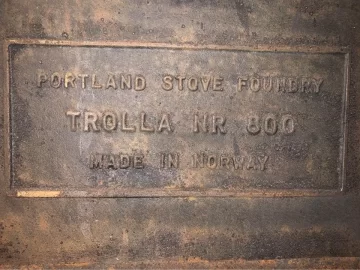 PORTLAND STOVE FOUNDRY
TROLLA NR 800
MADE IN NORWAY